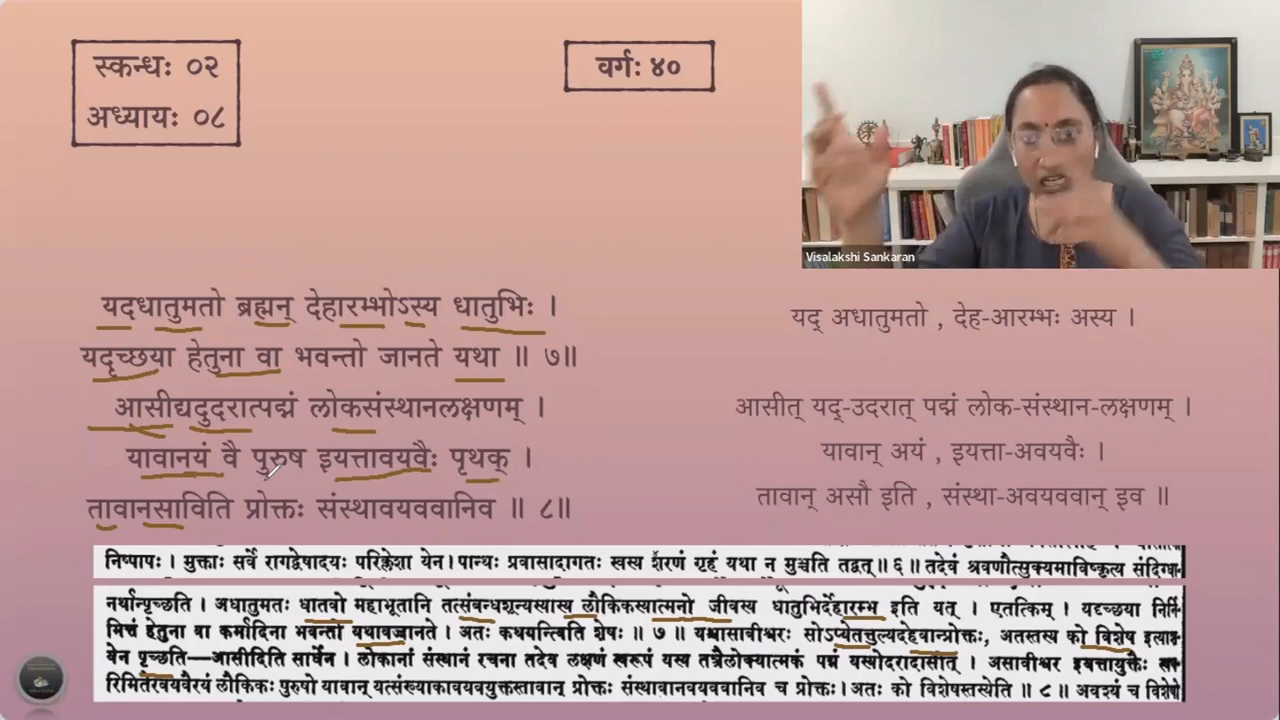 स्कन्धः ०२
अध्यायः ०८
वर्गः ४०
Visalakshi Sankaran
यद्धातुमतो ब्रह्मन् देहारम्भोऽस्य धातुभिः ।
यदृच्छया हेतुना वा भवन्तो जानते यथा ॥ ७॥
आसीद्यदुदरात्पद्मं लोकसंस्थानलक्षणम् ।
यावानयं वै पुरुष इयत्तावयवैः पृथक् ।
तावानसाविति प्रोक्तः संस्थावयववानिव ॥ ८॥
यद् अधातुमतो , देह-आरम्भः अस्य ।
आसीत् यद्-उदरात् पद्मं लोक-संस्थान-लक्षणम् ।
यावान् अयं , इयत्ता-अवयवैः ।
तावान् असौ इति , संस्था-अवयववान् इव ॥
निष्पापः । मुक्ताः सर्वे रागद्वेषादयः परिक्लेशा येन। पान्थः प्रवासादागतः स्वस्य शरणं गृहं यथा न मुञ्चति तद्वत्॥ ६॥ तदेवं श्रवणौत्सुक्यमाविष्कृत्य संदिग्धा-
नर्थान्पृच्छति । अधातुमतः धातवो महाभूतानि तत्संबन्धशून्यस्यास्य लौकिकस्यात्मनो जीवस्य धातुभिर्देहारम्भ इति यत् । एतत्किम् । यदृच्छया निर्नि-
मित्तं हेतुना वा कर्मादिना भवन्तो यथावज्जानते । अतः कथयन्त्विति शेषः ॥ ७ ॥ यश्चासावीश्वरः सोऽप्येतत्तुल्यदेहवान्प्रोक्तः, अतस्तस्य को विशेष इत्याक्षे-
पेन पृच्छति—आसीदिति सार्धेन । लोकानां संस्थानं रचना तदेव लक्षणं स्वरूपं यस्य तत्रैलोक्यात्मकं पद्मं यस्योदरादासीत् । असावीश्वर इयत्तायुक्तैः स्व-
रिमितैरवयवैरयं लौकिकः पुरुषो यावान् यत्संख्याकावयवयुक्तस्तावान् प्रोक्तः संस्थावानवयववानिव च प्रोक्तः। अतः को विशेषस्तस्येति ॥ ८ ॥ अवश्यं च विशेषो